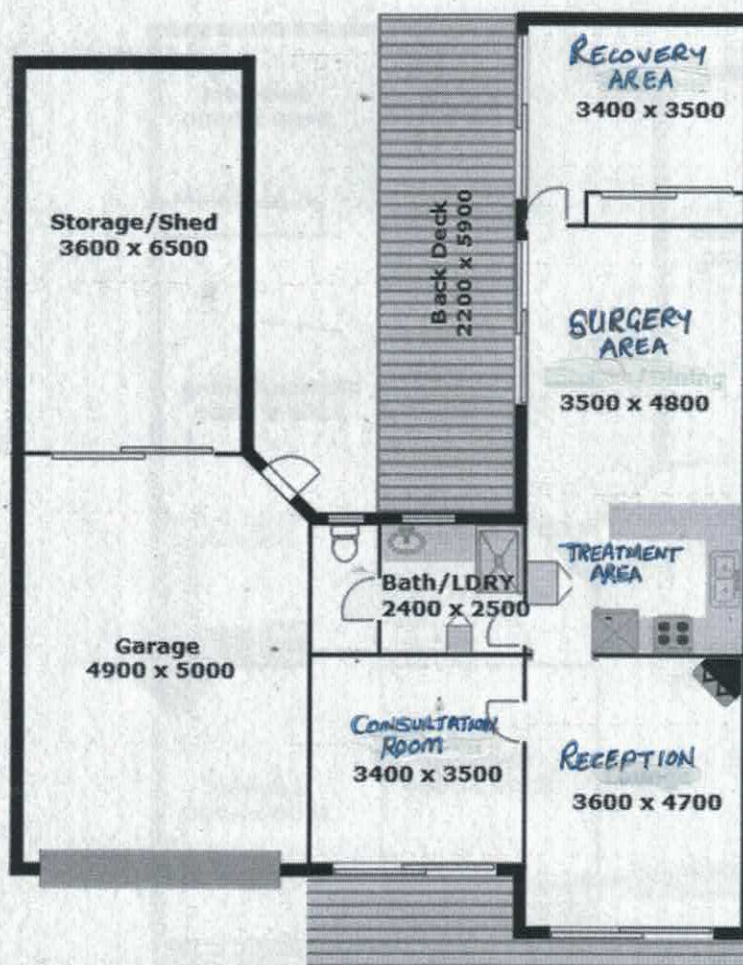 RECOVERY
AREA
3400 x 3500
Storage/Shed
3600 x 6500
Back Deck
2200 x 5900
SURGERY
AREA
/Dining
3500 x 4800
TREATMENT
AREA
Bath/LDRY
2400 x 2500
Garage
4900 x 5000
CONSULTATION
ROOM
3400 x 3500
RECEPTION
3600 x 4700